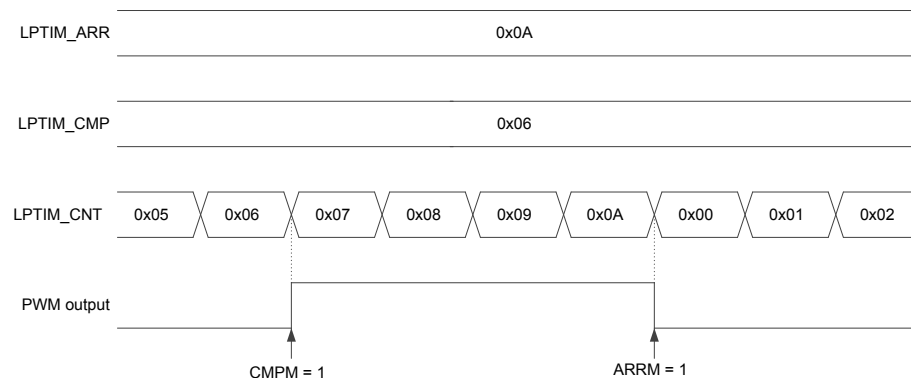 LPTIM_ARR 0x0A
LPTIM_CMP 0x06
LPTIM_CNT 0x05 0x06 0x07 0x08 0x09 0x0A 0x00 0x01 0x02
PWM output
CMPM = 1 ARRM = 1